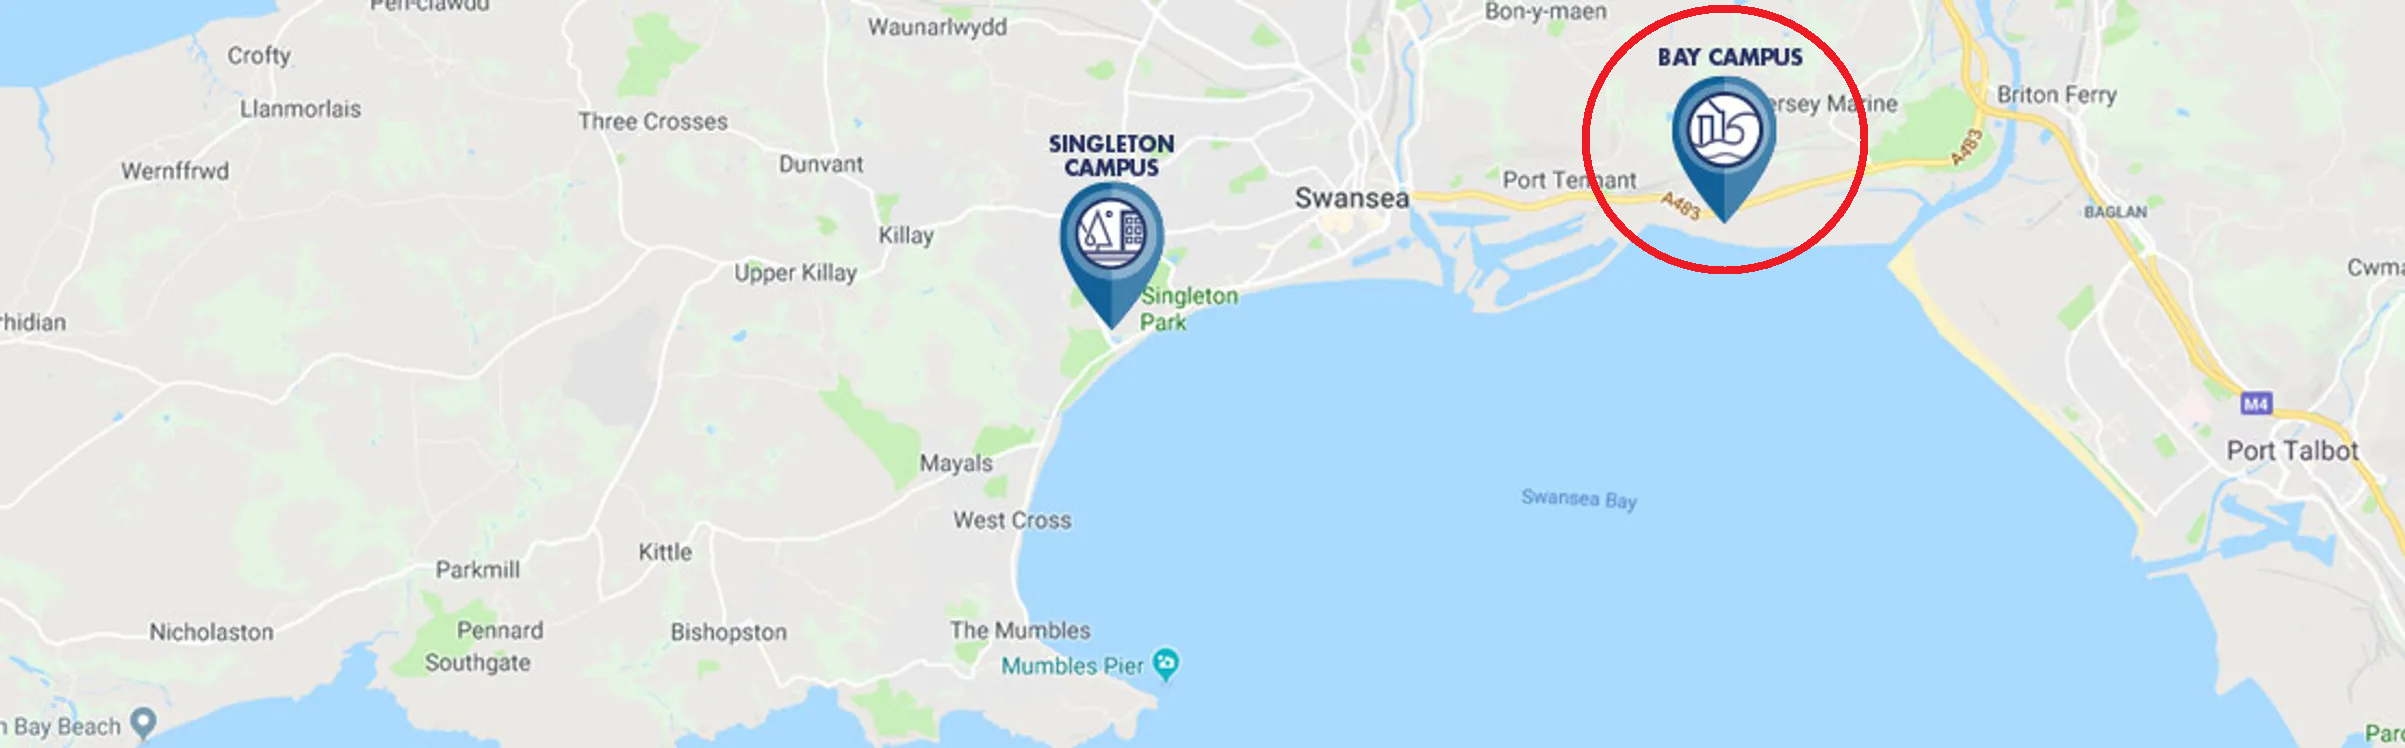 Pen-clawdd
Bon-y-maen
Waunarlwydd
Crofty
BAY CAMPUS
Briton Ferry
Llanmorlais
Three Crosses
Marine
SINGLETON
CAMPUS
Dunvant
Wernffrwd
A483
Port Tennant
Swansea
A483
BAGLAN
Killay
Upper Killay
Singleton
Park
M4
Port Talbot
Mayals
Swansea Bay
West Cross
Kittle
Parkmill
Nicholaston
Pennard
Bishopston
The Mumbles
Southgate
Mumbles Pier
Bay Beach